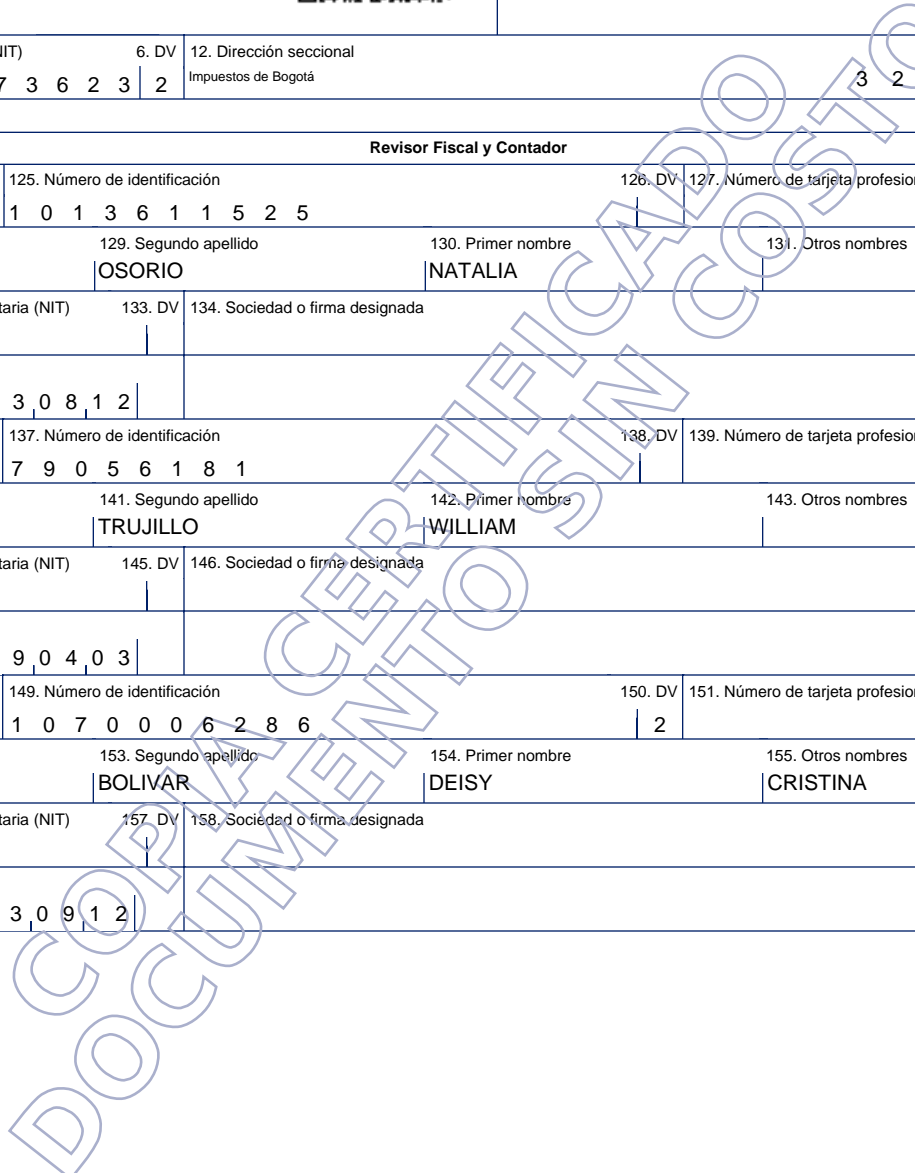 IT) 6. DV 12. Dirección seccional
3 6 2 3 2 Impuestos de Bogotá 3 2
Revisor Fiscal y Contador
125. Número de identificación 126. DV 127. Número de tarjeta profesion
1 0 1 3 6 1 1 5 2 5
129. Segundo apellido 130. Primer nombre 131. Otros nombres
OSORIO NATALIA
taria (NIT) 133. DV 134. Sociedad o firma designada
3 0 8 1 2
137. Número de identificación 138. DV 139. Número de tarjeta profesion
7 9 0 5 6 1 8 1
141. Segundo apellido 142. Primer nombre 143. Otros nombres
TRUJILLO WILLIAM
taria (NIT) 145. DV 146. Sociedad o firma designada
9 0 4 0 3
149. Número de identificación 150. DV 151. Número de tarjeta profesion
1 0 7 0 0 0 6 2 8 6 2
153. Segundo apellido 154. Primer nombre 155. Otros nombres
BOLIVAR DEISY CRISTINA
taria (NIT) 157. DV 158. Sociedad o firma designada
3 0 9 1 2
COPIA CERTIFICADO
DOCUMENTO SIN COSTO